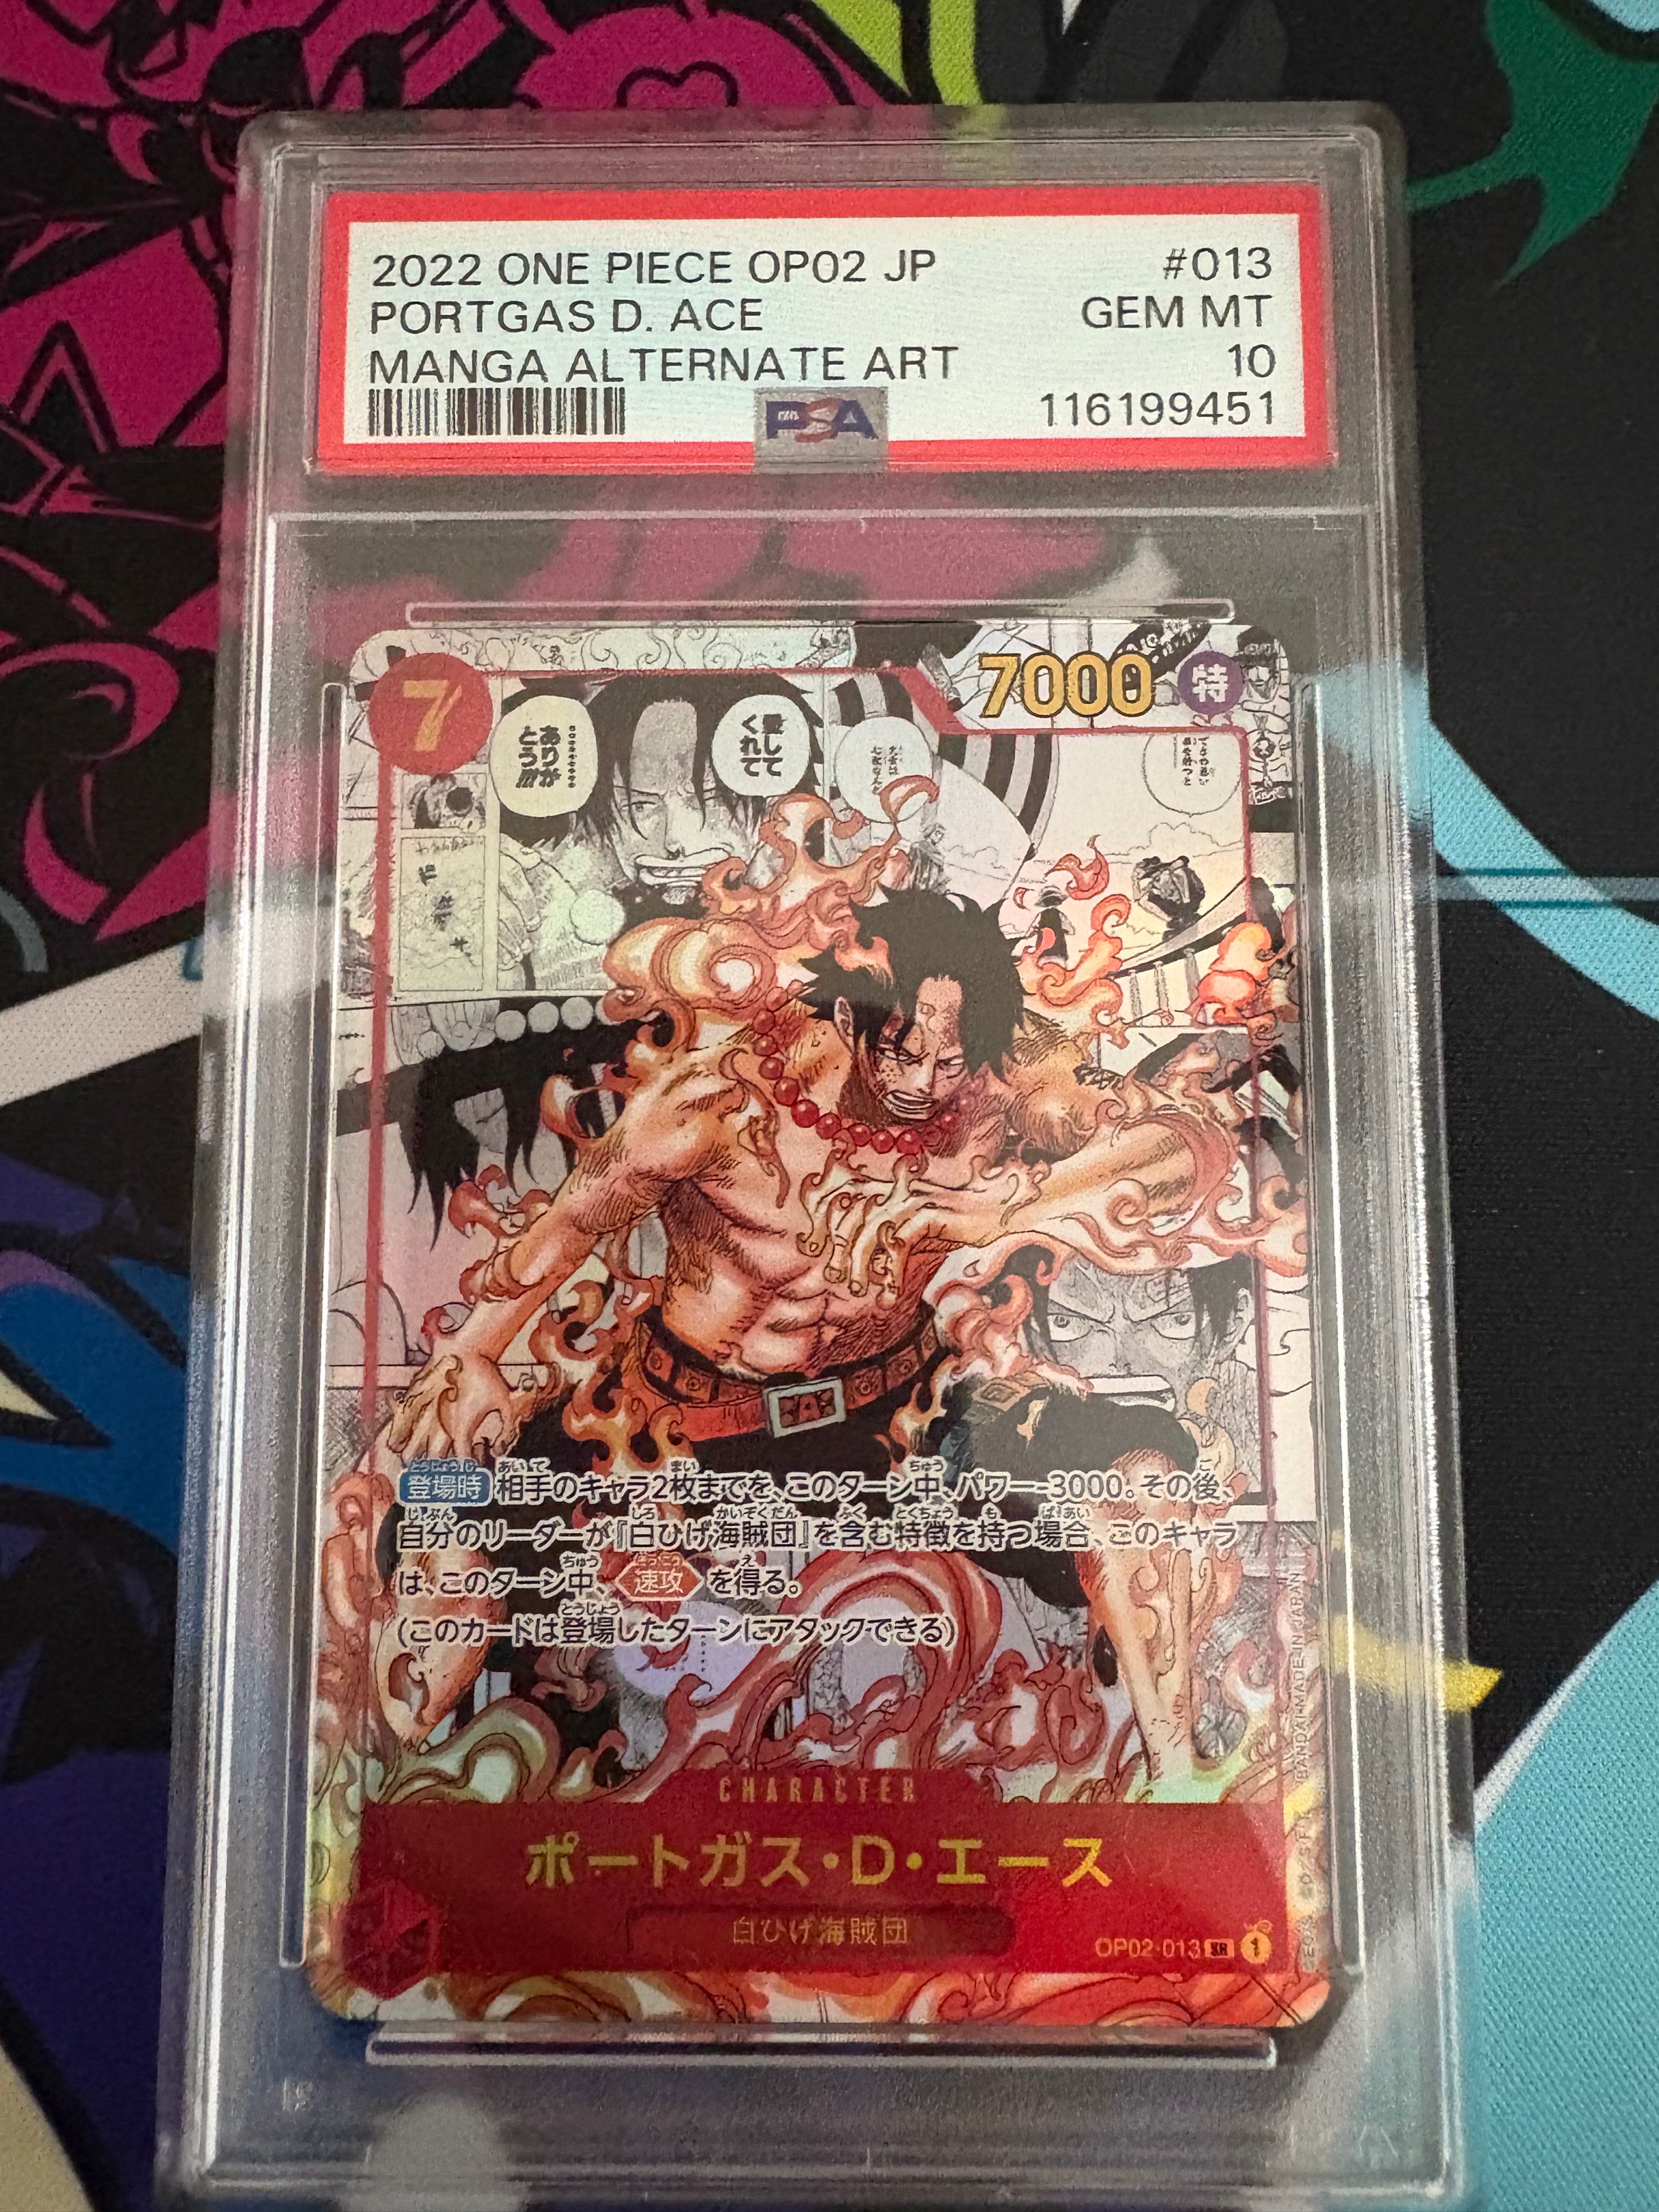 2022 ONE PIECE OP02 JP #013
PORTGAS D. ACE GEM MT
MANGA ALTERNATE ART 10
PSA 116199451
7
7000 特
ありがとう!!!
愛してくれて
登場時 相手のキャラ2枚までを、このターン中、パワー-3000。その後、
自分のリーダーが『白ひげ海賊団』を含む特徴を持つ場合、このキャラ
は、このターン中、速攻を得る。
(このカードは登場したターンにアタックできる)
CHARACTER
ポートガス・D・エース
白ひげ海賊団
OP02-013 SR 1
BANDAI MADE IN JAPAN